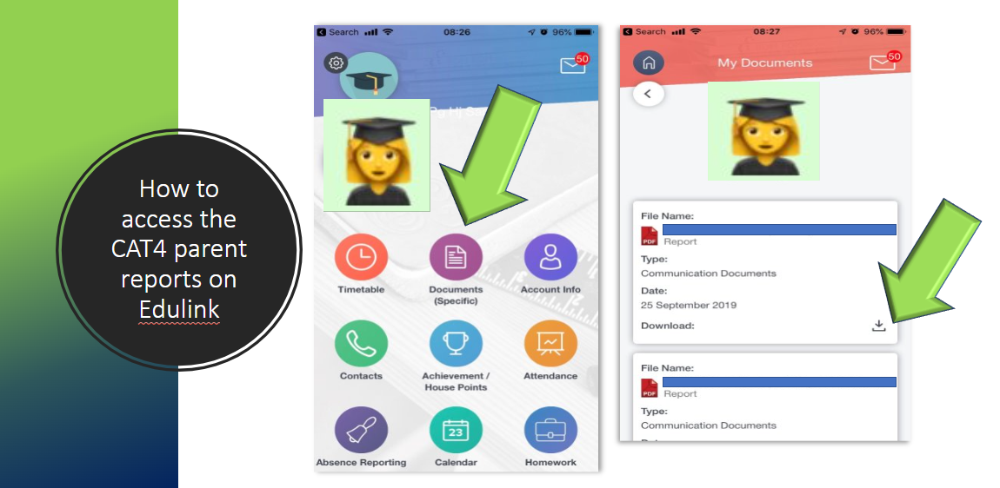 How to
access the
CAT4 parent
reports on
Edulink
Search 08:26 96%
50
Timetable
Documents
(Specific)
Account Info
Contacts
Achievement /
House Points
Attendance
23
Absence Reporting
Calendar
Homework
Search 08:27 96%
My Documents
50
File Name:
PDF
Report
Type:
Communication Documents
Date:
25 September 2019
Download:
File Name:
PDF
Report
Type:
Communication Documents